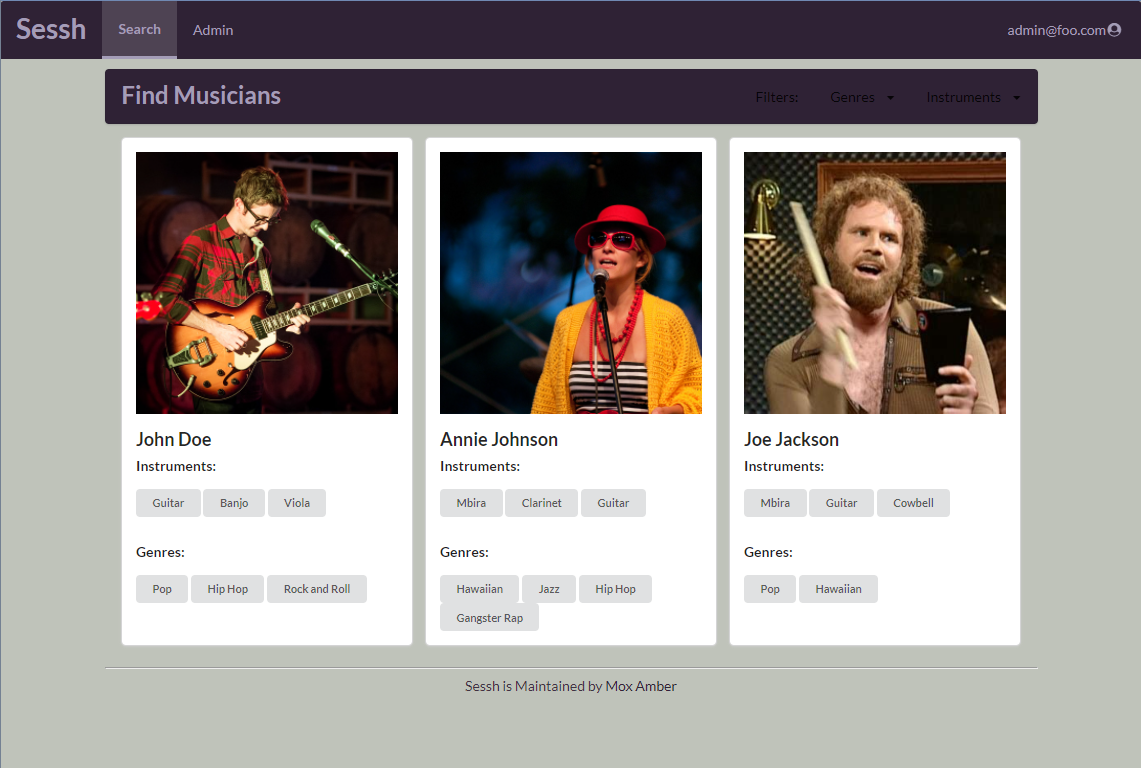 Sessh Search Admin admin@foo.com
Find Musicians Filters: Genres Instruments
John Doe
Instruments:
Guitar Banjo Viola
Genres:
Pop Hip Hop Rock and Roll
Annie Johnson
Instruments:
Mbira Clarinet Guitar
Genres:
Hawaiian Jazz Hip Hop
Gangster Rap
Joe Jackson
Instruments:
Mbira Guitar Cowbell
Genres:
Pop Hawaiian
Sessh is Maintained by Mox Amber